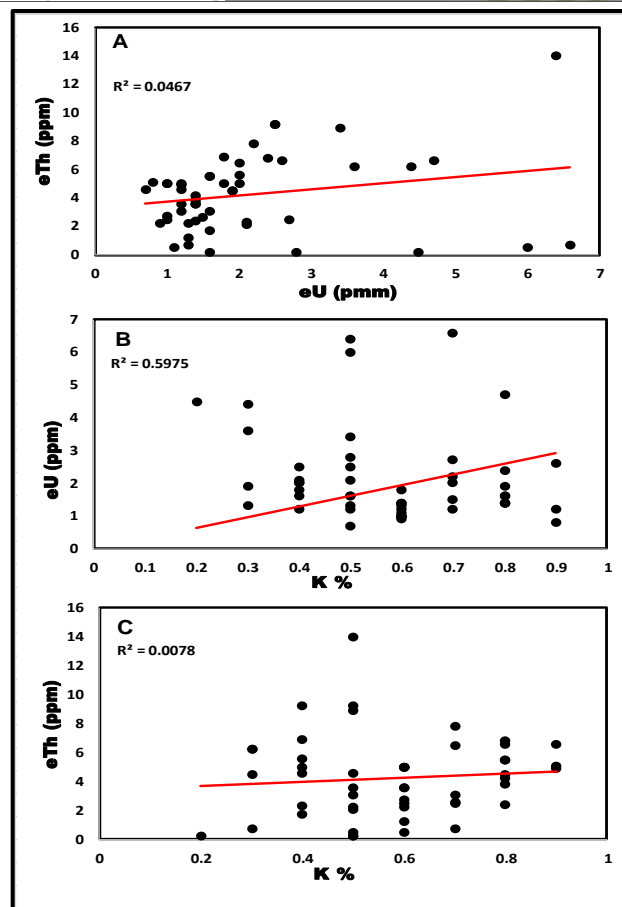 A
R² = 0.0467
eTh (ppm)
16
14
12
10
8
6
4
2
0
0 1 2 3 4 5 6 7
eU (pmm)
B
R² = 0.5975
eU (ppm)
7
6
5
4
3
2
1
0
0 0.1 0.2 0.3 0.4 0.5 0.6 0.7 0.8 0.9 1
K %
C
R² = 0.0078
eTh (ppm)
16
14
12
10
8
6
4
2
0
0 0.2 0.4 0.6 0.8 1
K %